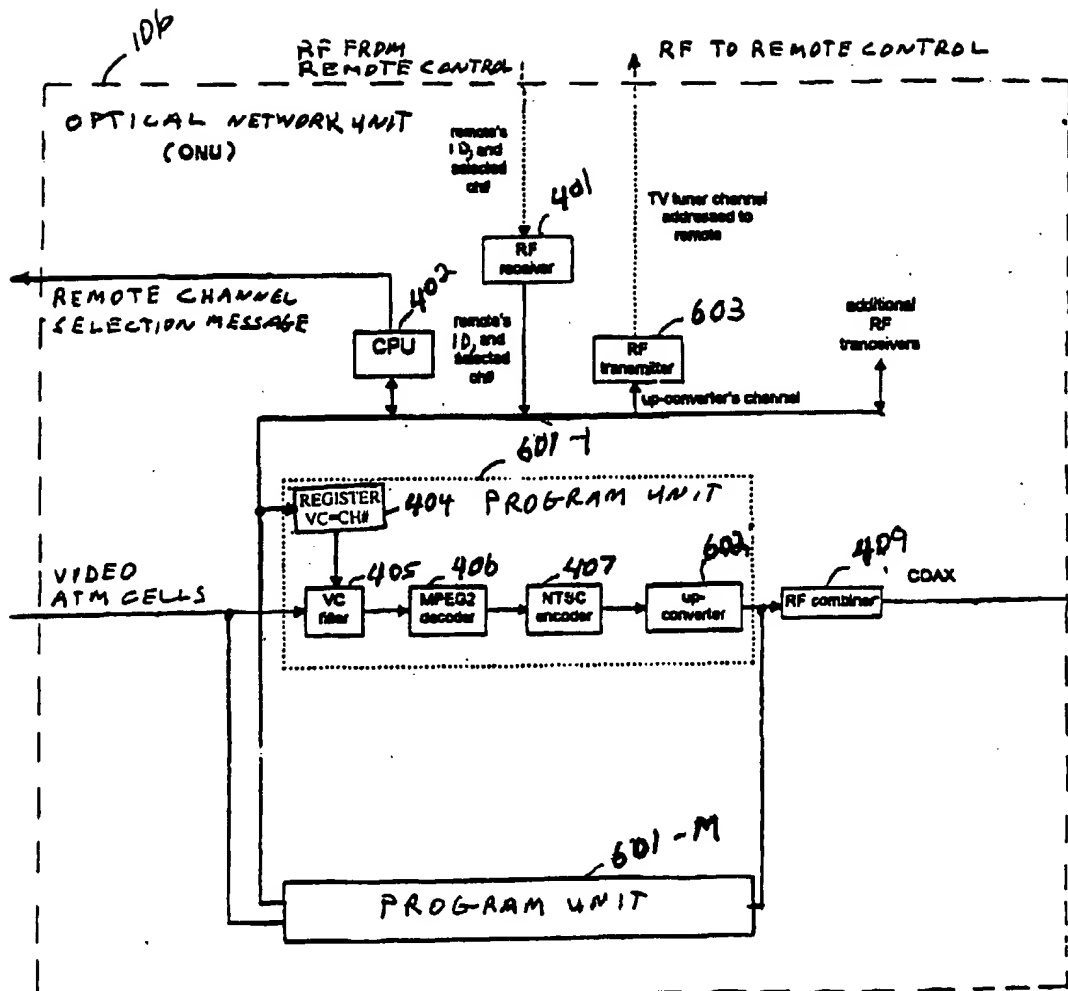 106
RF FROM
REMOTE CONTROL
RF TO REMOTE CONTROL
OPTICAL NETWORK UNIT
(ONU)
remote's
ID, and
selected
ch#
401
RF
receiver
TV tuner channel
addressed to
remote
REMOTE CHANNEL
SELECTION MESSAGE
402
CPU
remote's
ID, and
selected
ch#
603
RF
transmitter
additional
RF
tranceivers
up-converter's channel
601-1
REGISTER
VC=CH#
404
PROGRAM UNIT
VIDEO
ATM CELLS
405
VC
filter
406
MPEG2
decoder
407
NTSC
encoder
602
up-
converter
409
RF combiner
COAX
601-M
PROGRAM UNIT